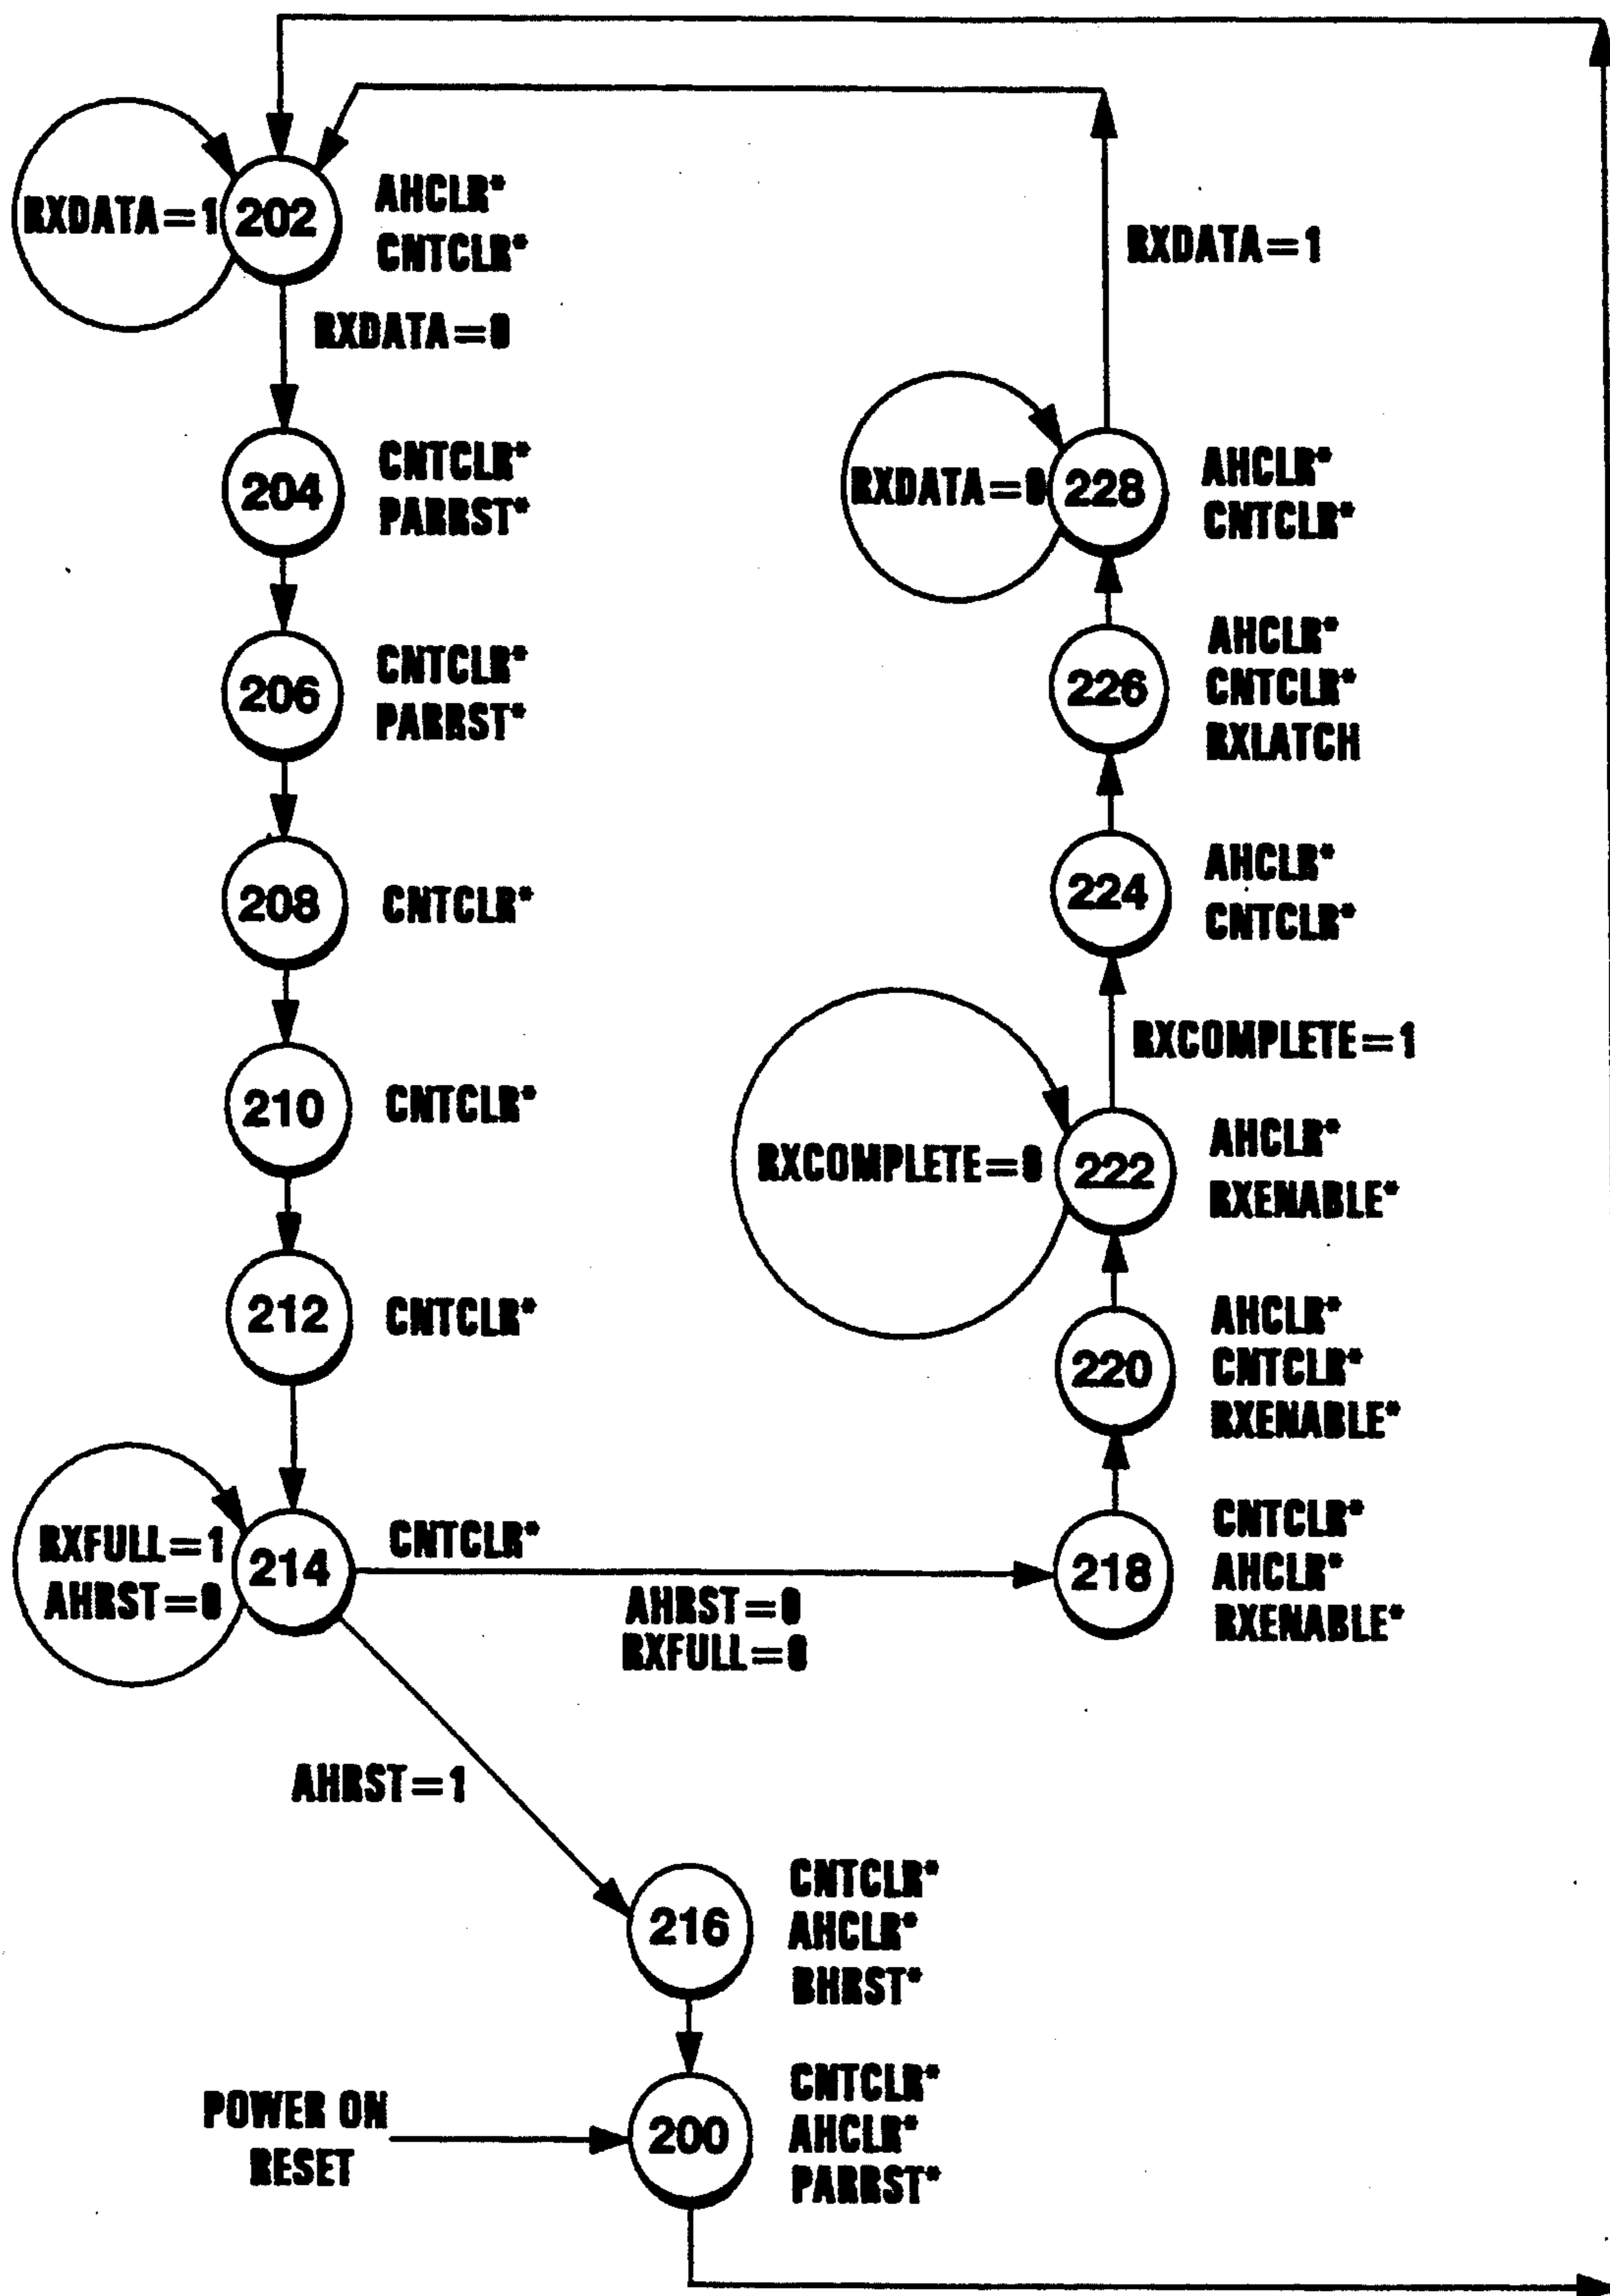 RXDATA=1
202
AHCLR*
CNTCLR*
RXDATA=0
204
CNTCLR*
PARRST*
206
CNTCLR*
PARRST*
208
CNTCLR*
210
CNTCLR*
212
CNTCLR*
RXFULL=1
AHRST=0
214
CNTCLR*
AHRST=0
RXFULL=0
AHRST=1
RXDATA=1
RXDATA=0
228
AHCLR*
CNTCLR*
226
AHCLR*
CNTCLR*
RXLATCH
224
AHCLR*
CNTCLR*
RXCOMPLETE=1
RXCOMPLETE=0
222
AHCLR*
RXENABLE*
220
AHCLR*
CNTCLR*
RXENABLE*
218
CNTCLR*
AHCLR*
RXENABLE*
216
CNTCLR*
AHCLR*
BHRST*
POWER ON
RESET
200
CNTCLR*
AHCLR*
PARRST*